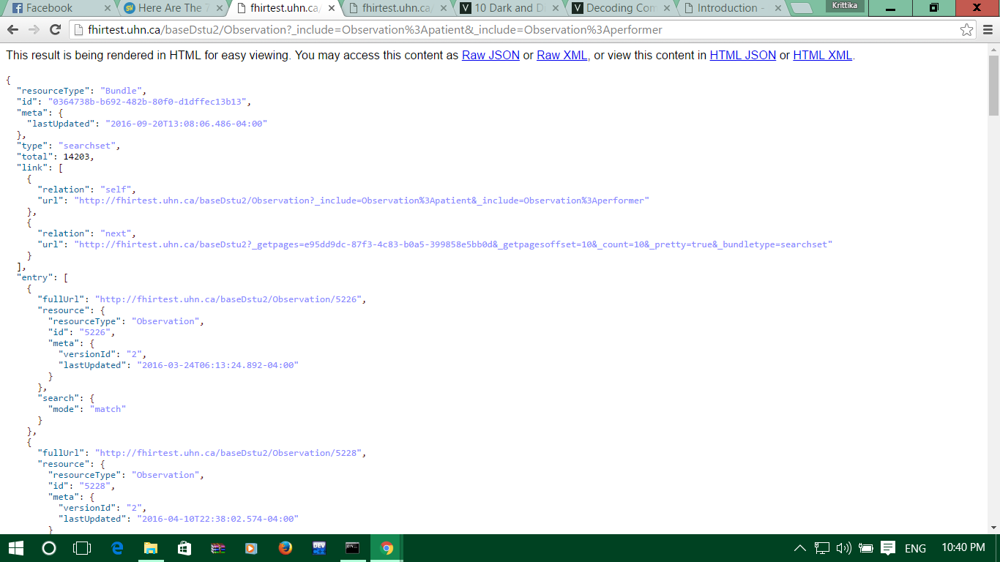 Facebook
Here Are The 7
fhirtest.uhn.ca/
fhirtest.uhn.ca/
10 Dark and Di
Decoding Com
Introduction -
Krittika
fhirtest.uhn.ca/baseDstu2/Observation?_include=Observation%3Apatient&_include=Observation%3Aperformer
This result is being rendered in HTML for easy viewing. You may access this content as Raw JSON or Raw XML, or view this content in HTML JSON or HTML XML.
{
"resourceType": "Bundle",
"id": "0364738b-b692-482b-80f0-d1dffec13b13",
"meta": {
"lastUpdated": "2016-09-20T13:08:06.486-04:00"
},
"type": "searchset",
"total": 14203,
"link": [
{
"relation": "self",
"url": "http://fhirtest.uhn.ca/baseDstu2/Observation?_include=Observation%3Apatient&_include=Observation%3Aperformer"
},
{
"relation": "next",
"url": "http://fhirtest.uhn.ca/baseDstu2?_getpages=e95dd9dc-87f3-4c83-b0a5-399858e5bb0d&_getpagesoffset=10&_count=10&_pretty=true&_bundletype=searchset"
}
],
"entry": [
{
"fullUrl": "http://fhirtest.uhn.ca/baseDstu2/Observation/5226",
"resource": {
"resourceType": "Observation",
"id": "5226",
"meta": {
"versionId": "2",
"lastUpdated": "2016-03-24T06:13:24.892-04:00"
}
},
"search": {
"mode": "match"
}
},
{
"fullUrl": "http://fhirtest.uhn.ca/baseDstu2/Observation/5228",
"resource": {
"resourceType": "Observation",
"id": "5228",
"meta": {
"versionId": "2",
"lastUpdated": "2016-04-10T22:38:02.574-04:00"
}
DEV
ENG
10:40 PM